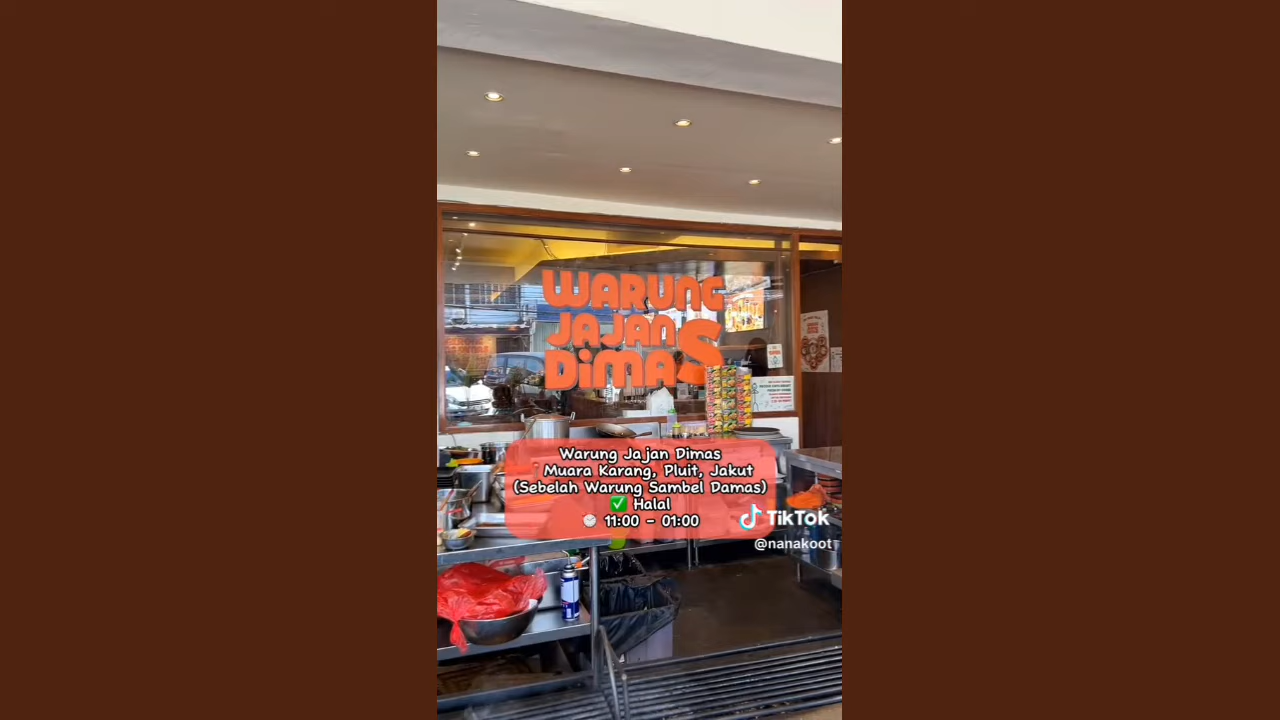 WARUNG
JAJAN
DiMAS
Warung Jajan Dimas
Muara Karang, Pluit, Jakut
(Sebelah Warung Sambel Damas)
✅ Halal
⏰ 11:00 - 01:00
TikTok
@nanakoot